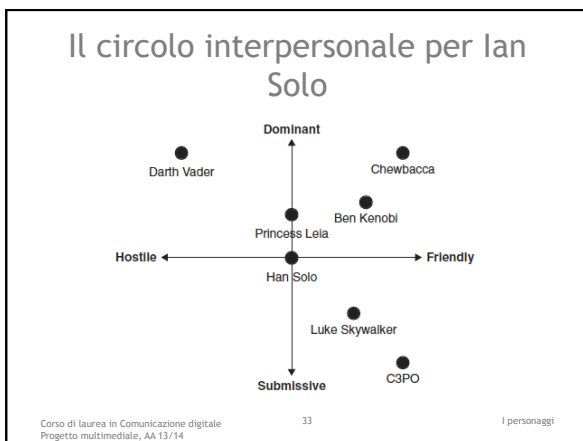 Il circolo interpersonale per Ian
Solo
Dominant
Darth Vader
Chewbacca
Ben Kenobi
Princess Leia
Hostile
Friendly
Han Solo
Luke Skywalker
C3PO
Submissive
Corso di laurea in Comunicazione digitale
Progetto multimediale, AA 13/14
33
I personaggi